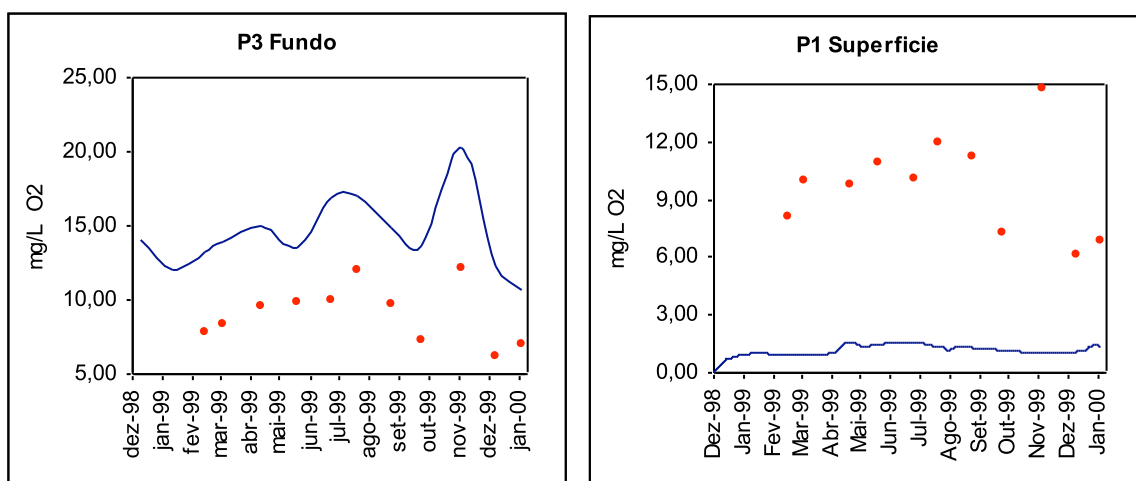 P3 Fundo
mg/L O2
25,00
20,00
15,00
10,00
5,00
dez-98
jan-99
fev-99
mar-99
abr-99
mai-99
jun-99
jul-99
ago-99
set-99
out-99
nov-99
dez-99
jan-00
P1 Superficie
mg/L O2
15,00
12,00
9,00
6,00
3,00
0,00
Dez-98
Jan-99
Fev-99
Mar-99
Abr-99
Mai-99
Jun-99
Jul-99
Ago-99
Set-99
Out-99
Nov-99
Dez-99
Jan-00